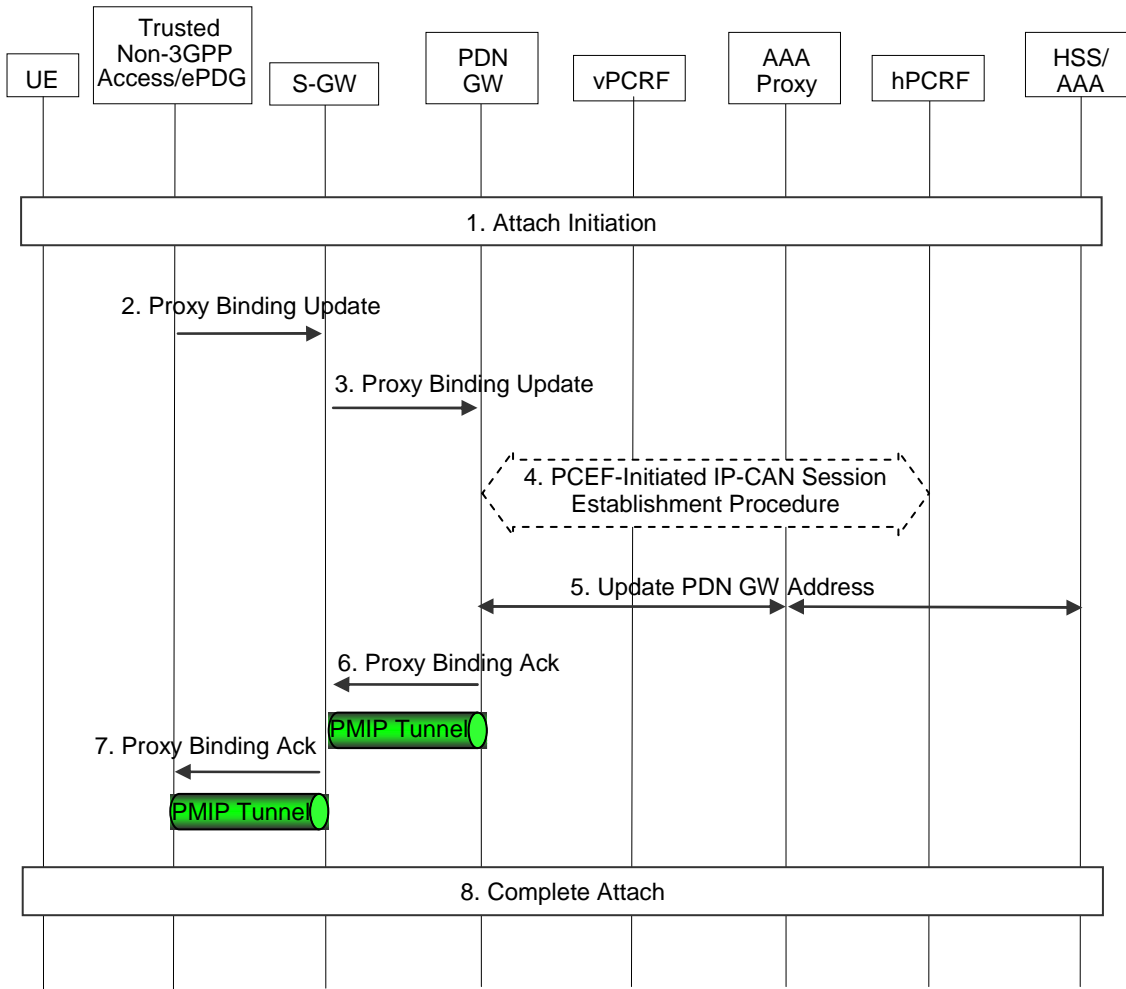 UE
Trusted
Non-3GPP
Access/ePDG
S-GW
PDN
GW
vPCRF
AAA
Proxy
hPCRF
HSS/
AAA
1. Attach Initiation
2. Proxy Binding Update
3. Proxy Binding Update
4. PCEF-Initiated IP-CAN Session
Establishment Procedure
5. Update PDN GW Address
6. Proxy Binding Ack
PMIP Tunnel
7. Proxy Binding Ack
PMIP Tunnel
8. Complete Attach